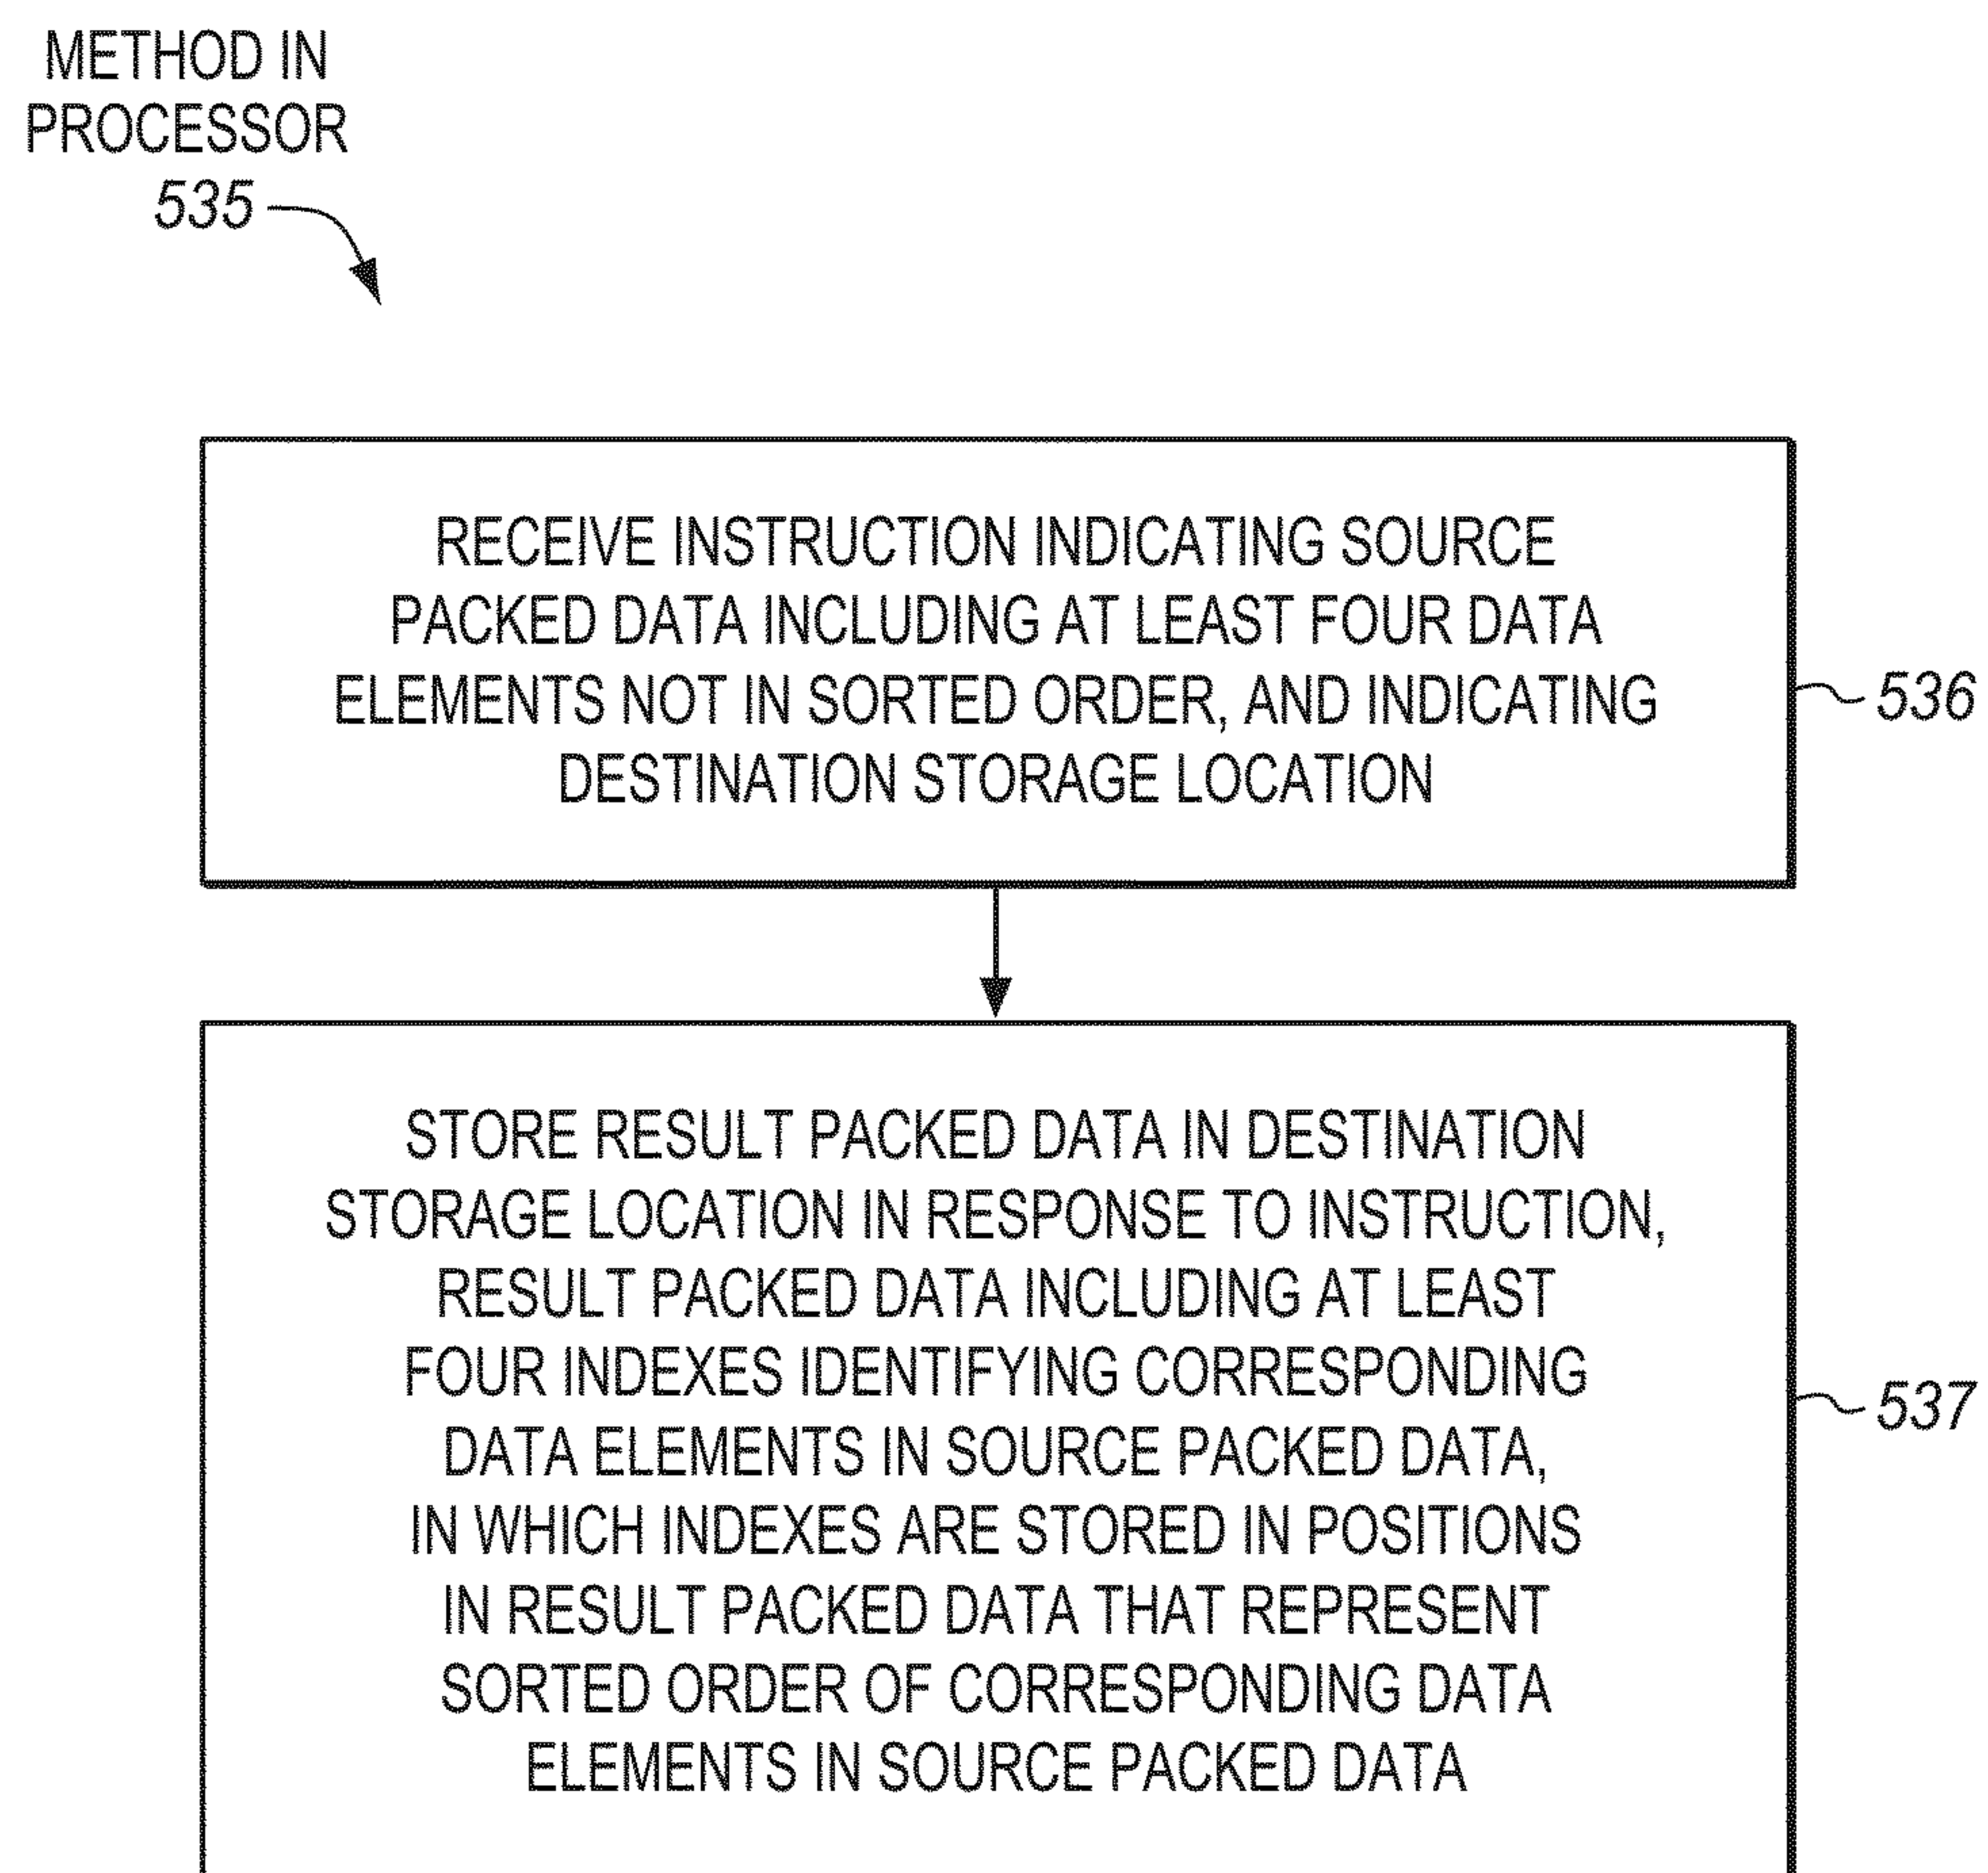 METHOD IN
PROCESSOR
535
RECEIVE INSTRUCTION INDICATING SOURCE
PACKED DATA INCLUDING AT LEAST FOUR DATA
ELEMENTS NOT IN SORTED ORDER, AND INDICATING
DESTINATION STORAGE LOCATION
536
STORE RESULT PACKED DATA IN DESTINATION
STORAGE LOCATION IN RESPONSE TO INSTRUCTION,
RESULT PACKED DATA INCLUDING AT LEAST
FOUR INDEXES IDENTIFYING CORRESPONDING
DATA ELEMENTS IN SOURCE PACKED DATA,
IN WHICH INDEXES ARE STORED IN POSITIONS
IN RESULT PACKED DATA THAT REPRESENT
SORTED ORDER OF CORRESPONDING DATA
ELEMENTS IN SOURCE PACKED DATA
537